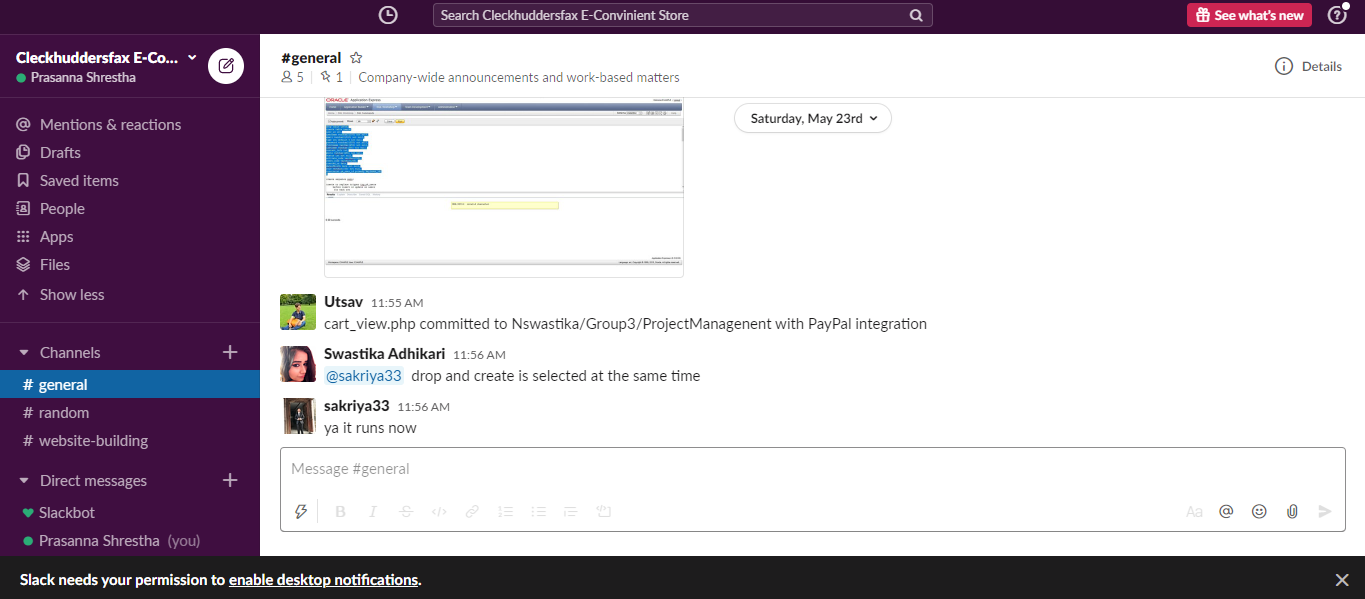 Search Cleckhuddersfax E-Convinient Store
See what's new
Cleckhuddersfax E-Co...
Prasanna Shrestha
Mentions & reactions
Drafts
Saved items
People
Apps
Files
Show less
Channels
# general
# random
# website-building
Direct messages
Slackbot
Prasanna Shrestha (you)
#general
5 | 1 | Company-wide announcements and work-based matters
Details
ORACLE Application Express
Saturday, May 23rd
Utsav 11:55 AM
cart_view.php committed to Nswastika/Group3/ProjectManagenent with PayPal integration
Swastika Adhikari 11:56 AM
@sakriya33 drop and create is selected at the same time
sakriya33 11:56 AM
ya it runs now
Message #general
B I S </> Aa @
Slack needs your permission to enable desktop notifications.